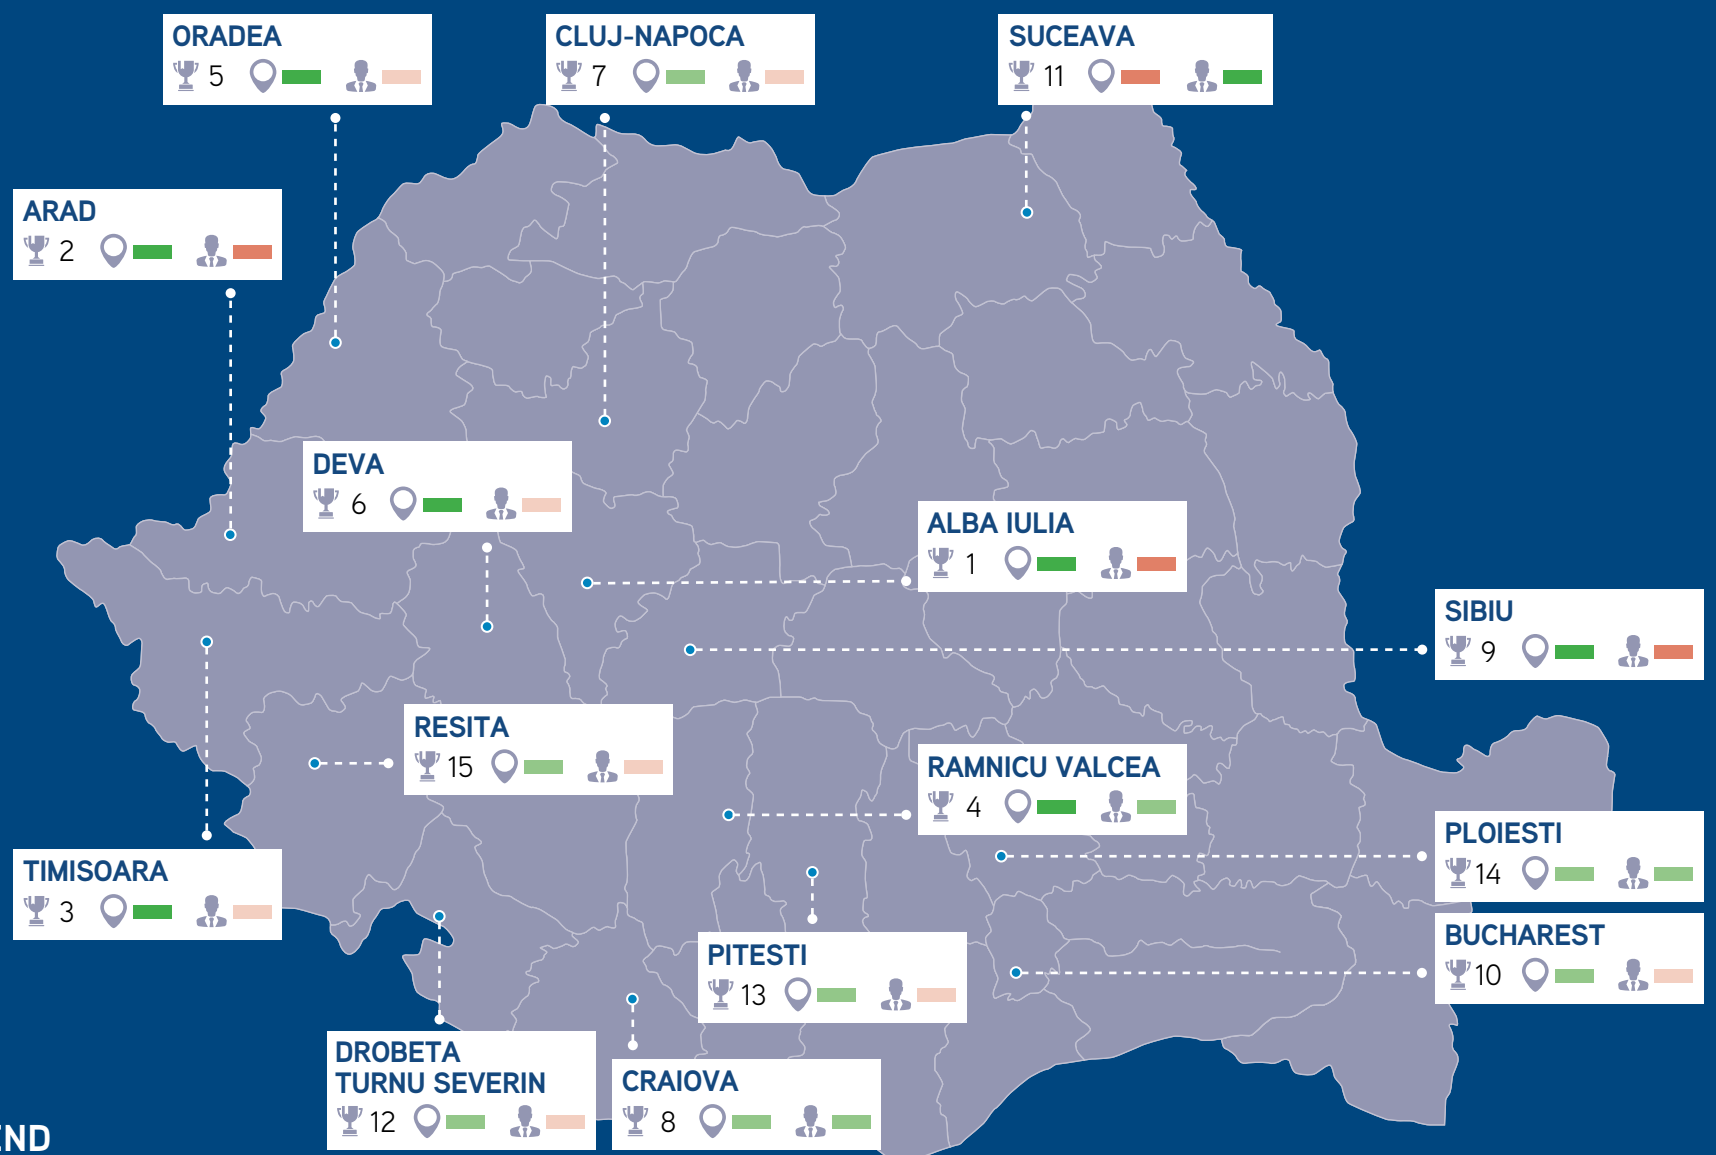 ORADEA
5
CLUJ-NAPOCA
7
SUCEAVA
11
ARAD
2
DEVA
6
ALBA IULIA
1
SIBIU
9
RESITA
15
RAMNICU VALCEA
4
PLOIESTI
14
TIMISOARA
3
BUCHAREST
10
PITESTI
13
DROBETA
TURNU SEVERIN
12
CRAIOVA
8
END